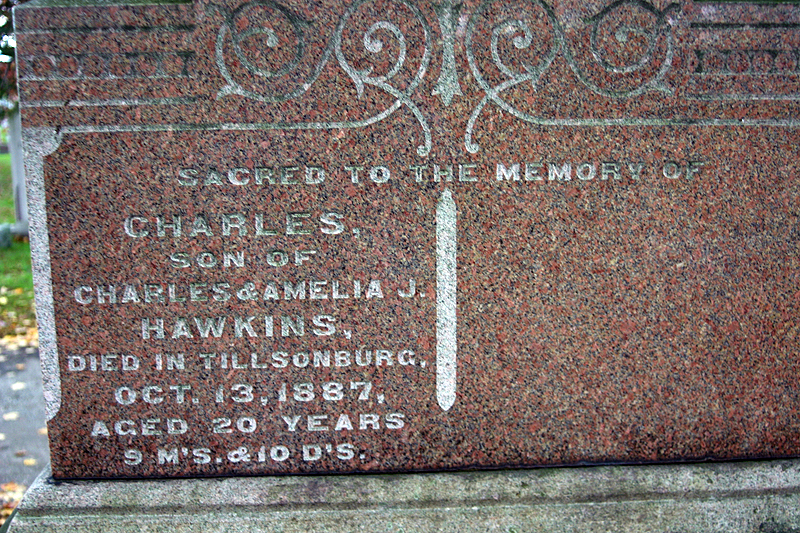 SACRED TO THE MEMORY OF
CHARLES,
SON OF
CHARLES & AMELIA J.
HAWKINS,
DIED IN TILLSONBURG,
OCT. 13, 1887,
AGED 20 YEARS
9 M'S. & 10 D'S.